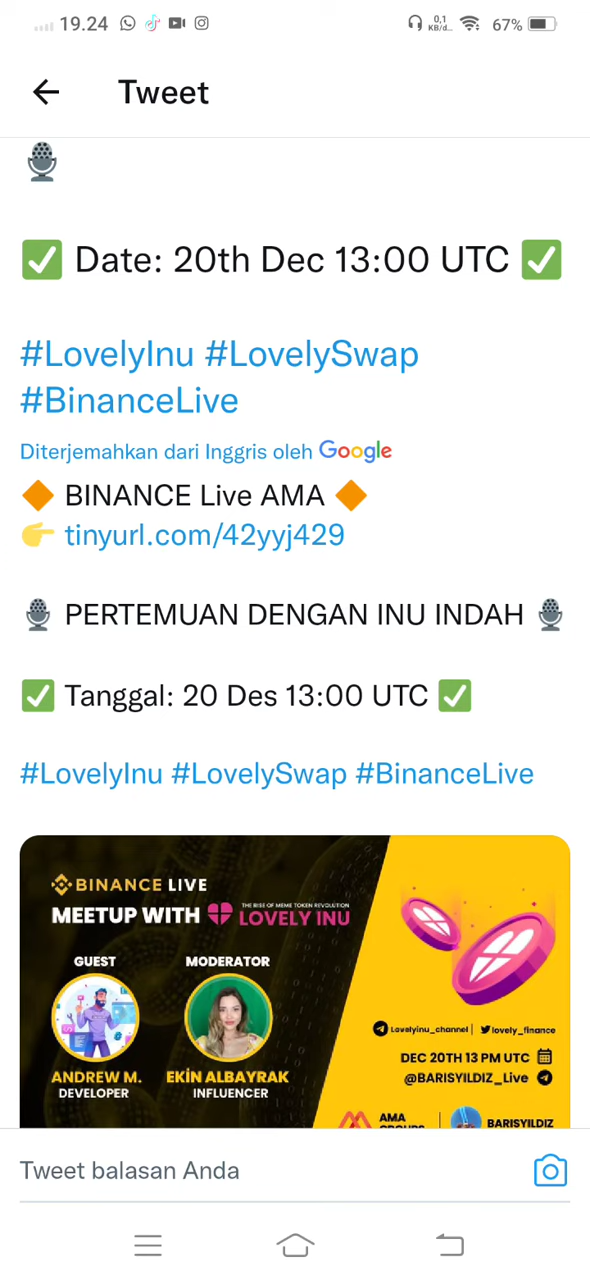 19.24
0,1
KB/d...
67%
Tweet
Date: 20th Dec 13:00 UTC
#LovelyInu #LovelySwap
#BinanceLive
Diterjemahkan dari Inggris oleh Google
BINANCE Live AMA
tinyurl.com/42yyj429
PERTEMUAN DENGAN INU INDAH
Tanggal: 20 Des 13:00 UTC
#LovelyInu #LovelySwap #BinanceLive
BINANCE LIVE
MEETUP WITH
THE RISE OF MEME TOKEN REVOLUTION
LOVELY INU
GUEST
MODERATOR
ANDREW M.
DEVELOPER
EKİN ALBAYRAK
INFLUENCER
Lovelyinu_channel |
lovely_finance
DEC 20TH 13 PM UTC
@BARISYILDIZ_Live
AMA
GROUPS
BARISYILDIZ
Tweet balasan Anda